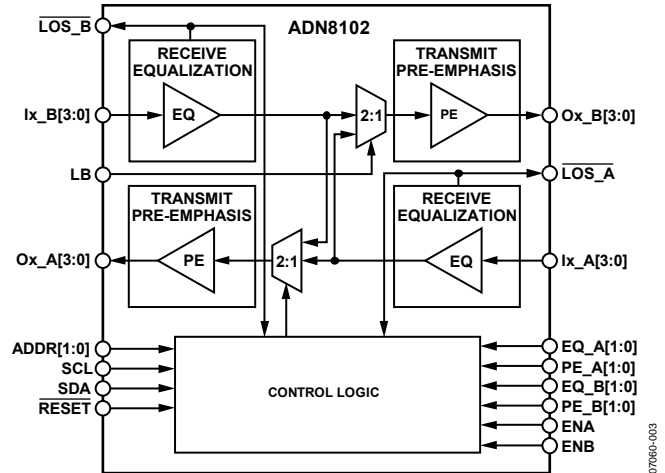 LOS_B
ADN8102
RECEIVE
EQUALIZATION
TRANSMIT
PRE-EMPHASIS
Ix_B[3:0]
EQ
2:1
PE
Ox_B[3:0]
LB
LOS_A
TRANSMIT
PRE-EMPHASIS
RECEIVE
EQUALIZATION
Ox_A[3:0]
PE
2:1
EQ
Ix_A[3:0]
ADDR[1:0]
SCL
SDA
RESET
CONTROL LOGIC
EQ_A[1:0]
PE_A[1:0]
EQ_B[1:0]
PE_B[1:0]
ENA
ENB
07060-003